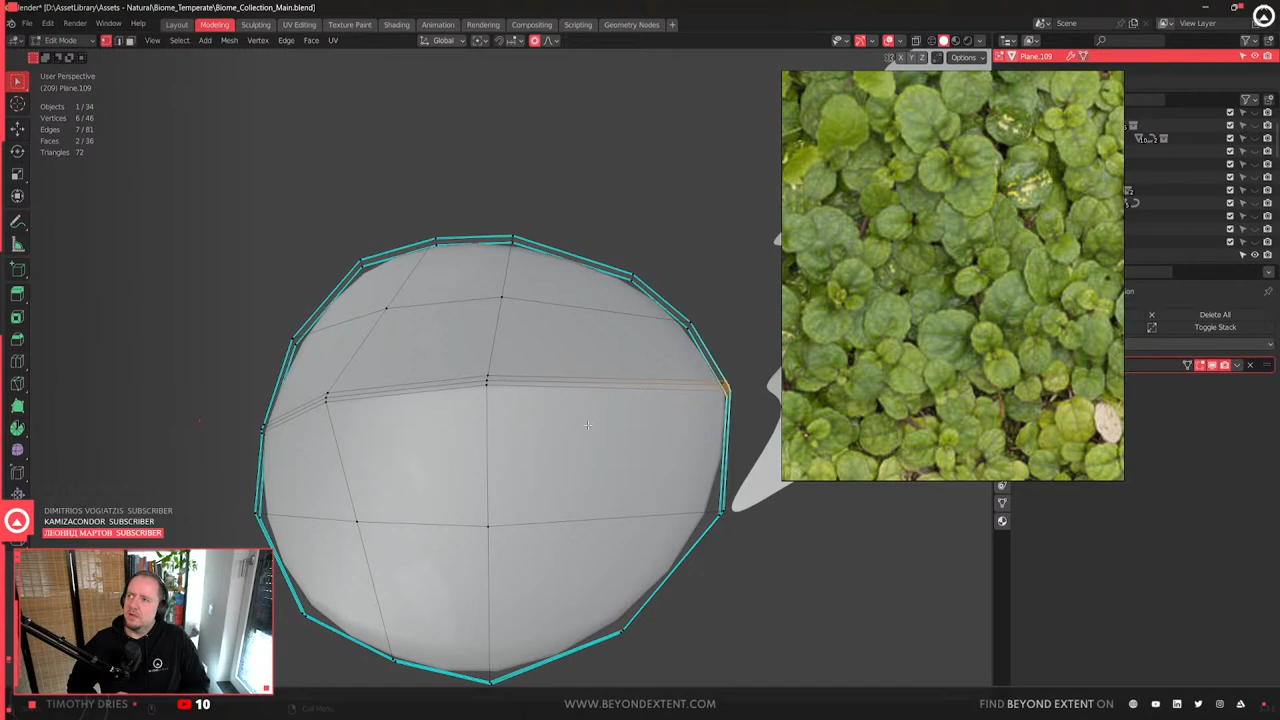 ender* [D:\AssetLibrary\Assets - Natural\Biome_Temperate\Biome_Collection_Main.blend]
File Edit Render Window Help Layout Modeling Sculpting UV Editing Texture Paint Shading Animation Rendering Compositing Scripting Geometry Nodes + Scene View Layer
Edit Mode View Select Add Mesh Vertex Edge Face UV Global
X Y Z Options Plane.109
User Perspective
(209) Plane.109
Objects 1 / 34
Vertices 6 / 46
Edges 7 / 81
Faces 2 / 36
Triangles 72
Delete All
Toggle Stack
DIMITRIOS VOGIATZIS SUBSCRIBER
KAMIZACONDOR SUBSCRIBER
ЛЕОНИД МАРТОВ SUBSCRIBER
TIMOTHY DRIES 10 Call Menu WWW.BEYONDEXTENT.COM FIND BEYOND EXTENT ON